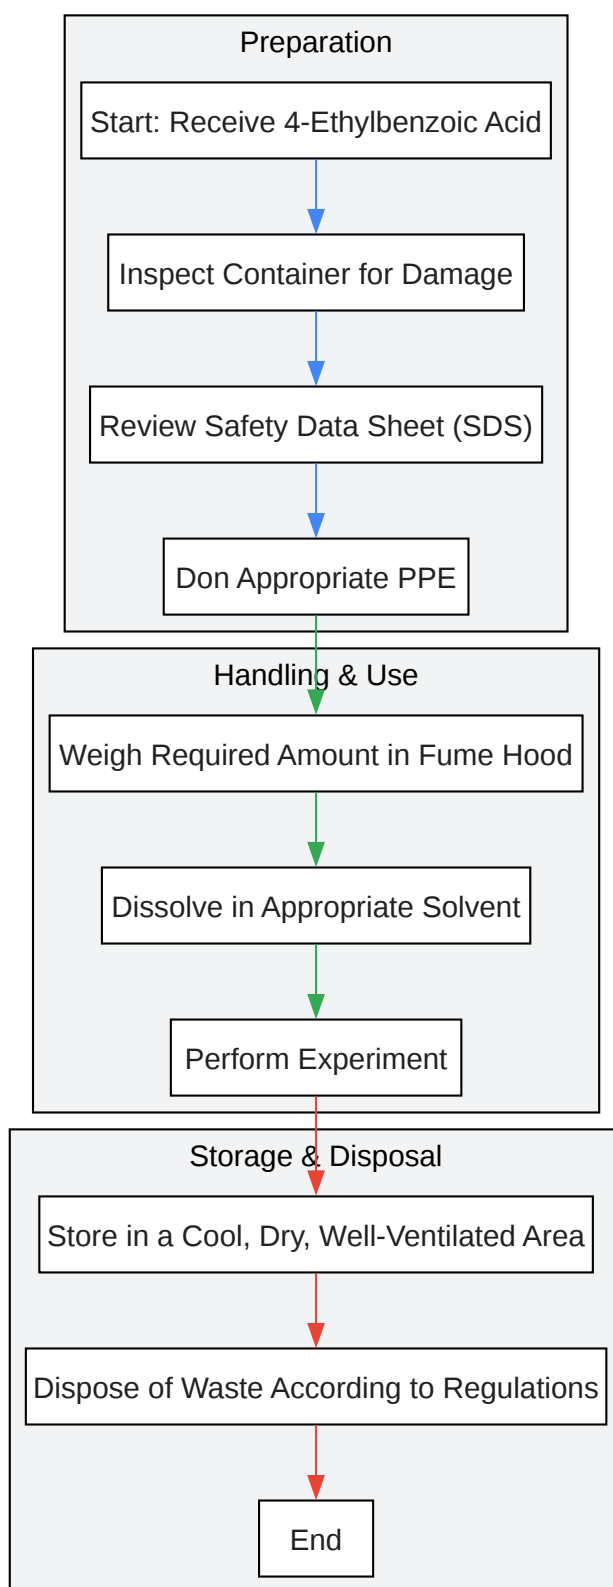 Preparation
Start: Receive 4-Ethylbenzoic Acid
Inspect Container for Damage
Review Safety Data Sheet (SDS)
Don Appropriate PPE
Handling & Use
Weigh Required Amount in Fume Hood
Dissolve in Appropriate Solvent
Perform Experiment
Storage & Disposal
Store in a Cool, Dry, Well-Ventilated Area
Dispose of Waste According to Regulations
End